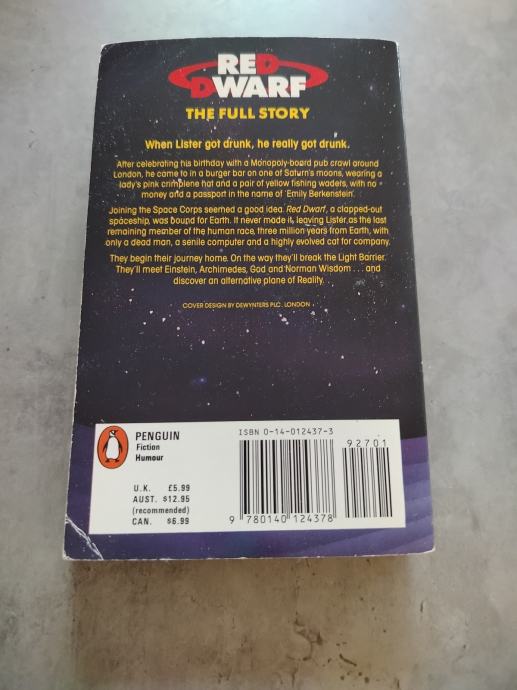 RED
DWARF
THE FULL STORY
When Lister got drunk, he really got drunk.
After celebrating his birthday with a Monopoly-board pub crawl around
London, he came to in a burger bar on one of Saturn's moons, wearing a
lady's pink crimplene hat and a pair of yellow fishing waders, with no
money and a passport in the name of 'Emily Berkenstein'.
Joining the Space Corps seemed a good idea. Red Dwarf, a clapped-out
spaceship, was bound for Earth. It never made it, leaving Lister as the last
remaining member of the human race, three million years from Earth, with
only a dead man, a senile computer and a highly evolved cat for company.
They begin their journey home. On the way they'll break the Light Barrier.
They'll meet Einstein, Archimedes, God and Norman Wisdom . . . and
discover an alternative plane of Reality.
COVER DESIGN BY DEWYNTERS PLC, LONDON
PENGUIN
Fiction
Humour
U.K. £5.99
AUST. $12.95
(recommended)
CAN. $6.99
ISBN 0-14-012437-3
92701
9 780140 124378